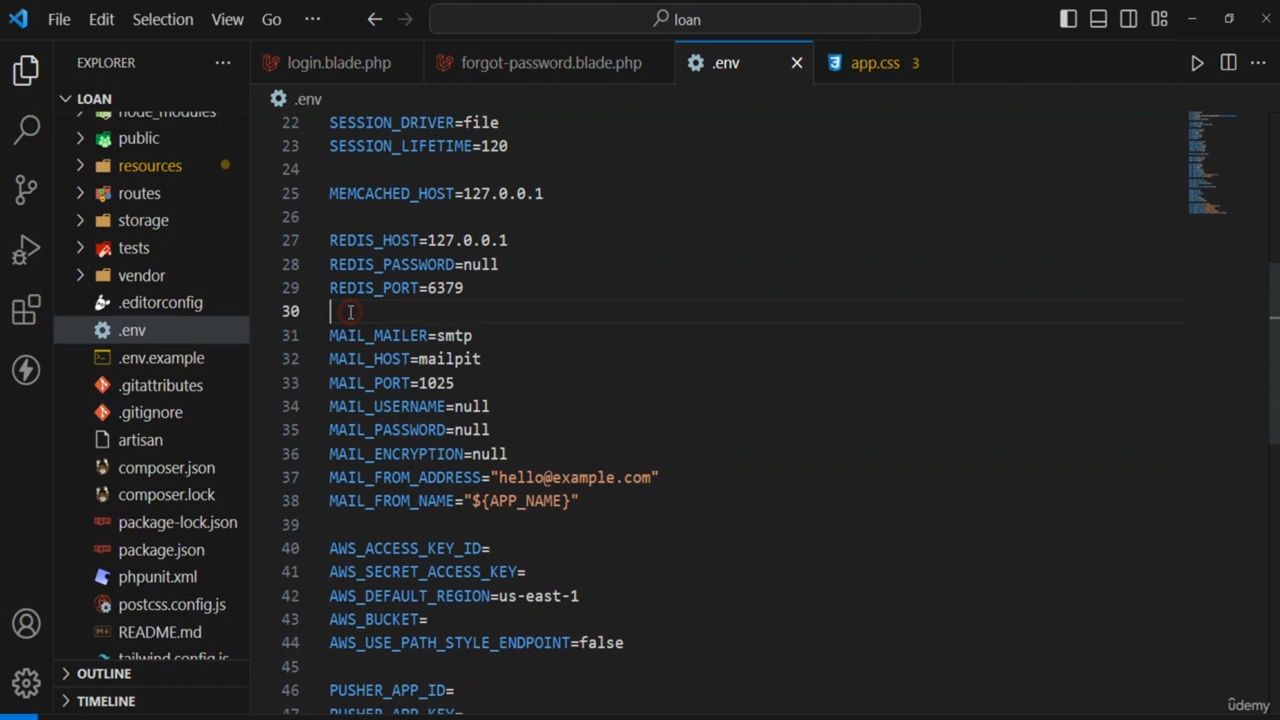 File Edit Selection View Go ··· loan
EXPLORER ··· login.blade.php forgot-password.blade.php .env app.css 3
LOAN
.env
node_modules
public
resources
routes
storage
tests
vendor
.editorconfig
.env
.env.example
.gitattributes
.gitignore
artisan
composer.json
composer.lock
package-lock.json
package.json
phpunit.xml
postcss.config.js
README.md
tailwind.config.js
OUTLINE
TIMELINE
22 SESSION_DRIVER=file
23 SESSION_LIFETIME=120
24
25 MEMCACHED_HOST=127.0.0.1
26
27 REDIS_HOST=127.0.0.1
28 REDIS_PASSWORD=null
29 REDIS_PORT=6379
30
31 MAIL_MAILER=smtp
32 MAIL_HOST=mailpit
33 MAIL_PORT=1025
34 MAIL_USERNAME=null
35 MAIL_PASSWORD=null
36 MAIL_ENCRYPTION=null
37 MAIL_FROM_ADDRESS="hello@example.com"
38 MAIL_FROM_NAME="${APP_NAME}"
39
40 AWS_ACCESS_KEY_ID=
41 AWS_SECRET_ACCESS_KEY=
42 AWS_DEFAULT_REGION=us-east-1
43 AWS_BUCKET=
44 AWS_USE_PATH_STYLE_ENDPOINT=false
45
46 PUSHER_APP_ID=
47 PUSHER_APP_KEY=
ûdemy